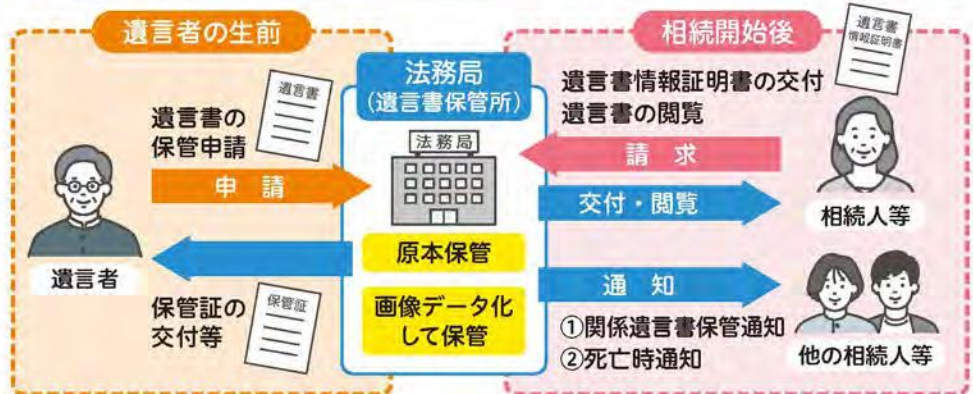 遺言者の生前
遺言書
遺言書の
保管申請
申 請
遺言者
保管証の
交付等
保管証
法務局
(遺言書保管所)
法務局
原本保管
画像データ化
して保管
相続開始後
遺言書
情報証明書
遺言書情報証明書の交付
遺言書の閲覧
請 求
交付・閲覧
相続人等
通 知
①関係遺言書保管通知
②死亡時通知
他の相続人等